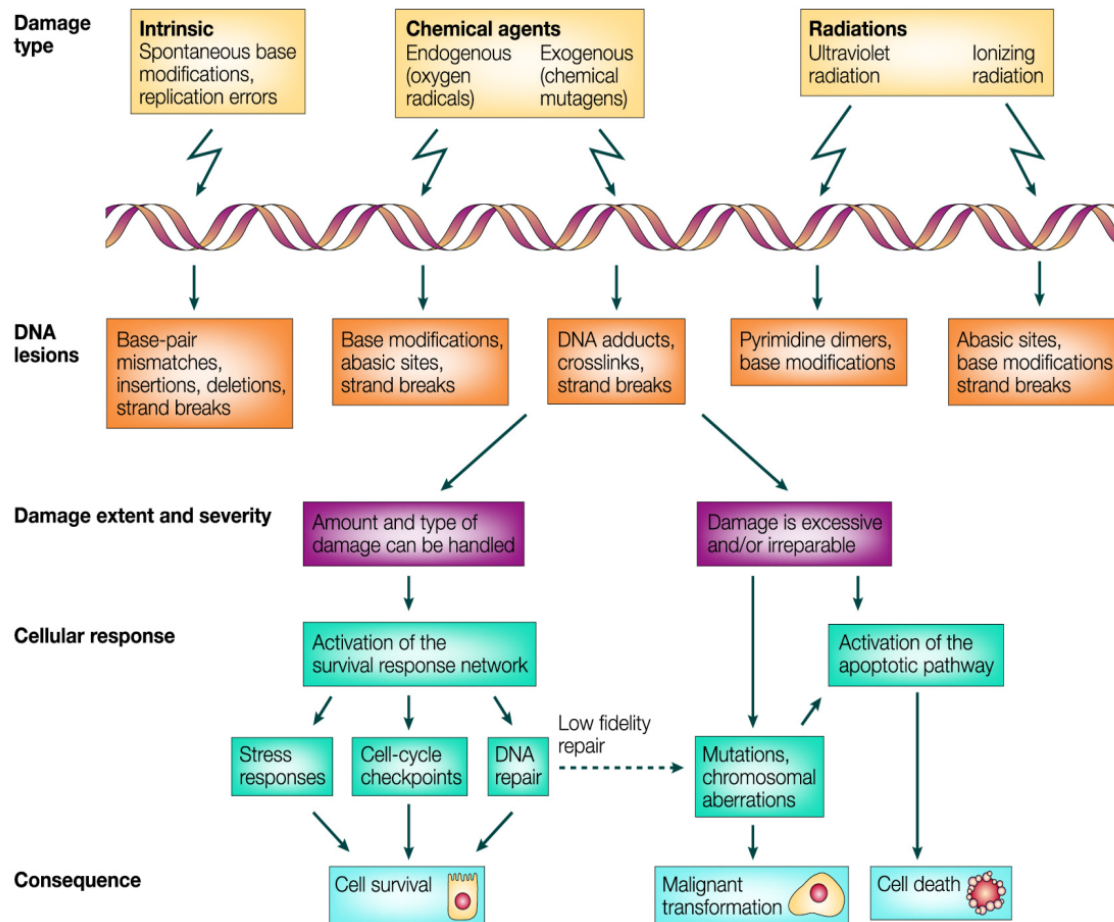 Damage
type
Intrinsic
Spontaneous base
modifications,
replication errors
Chemical agents
Endogenous
(oxygen
radicals)
Exogenous
(chemical
mutagens)
Radiations
Ultraviolet
radiation
Ionizing
radiation
DNA
lesions
Base-pair
mismatches,
insertions, deletions,
strand breaks
Base modifications,
abasic sites,
strand breaks
DNA adducts,
crosslinks,
strand breaks
Pyrimidine dimers,
base modifications
Abasic sites,
base modifications,
strand breaks
Damage extent and severity
Amount and type of
damage can be handled
Damage is excessive
and/or irreparable
Cellular response
Activation of the
survival response network
Activation of the
apoptotic pathway
Stress
responses
Cell-cycle
checkpoints
DNA
repair
Low fidelity
repair
Mutations,
chromosomal
aberrations
Consequence
Cell survival
Malignant
transformation
Cell death